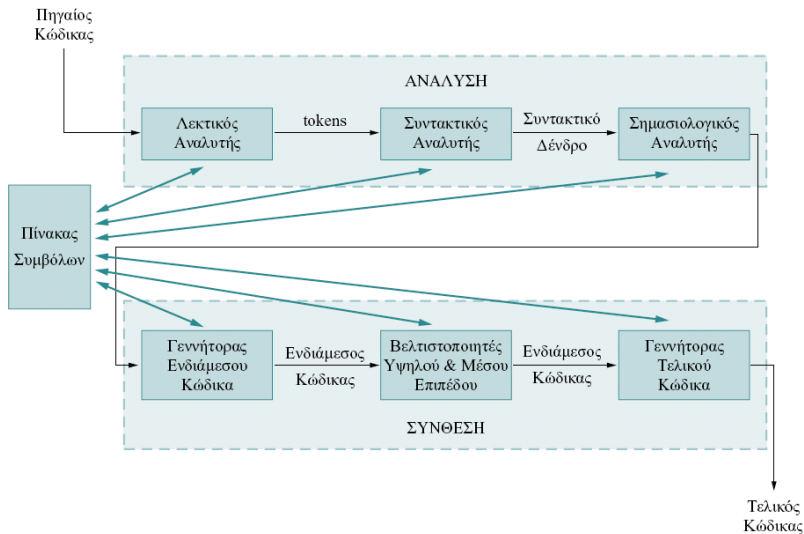 Πηγαίος
Κώδικας
ΑΝΑΛΥΣΗ
Λεκτικός
Αναλυτής
tokens
Συντακτικός
Αναλυτής
Συντακτικό
Δένδρο
Σημασιολογικός
Αναλυτής
Πίνακας
Συμβόλων
Γεννήτορας
Ενδιάμεσου
Κώδικα
Ενδιάμεσος
Κώδικας
Βελτιστοποιητές
Υψηλού & Μέσου
Επιπέδου
Ενδιάμεσος
Κώδικας
Γεννήτορας
Τελικού
Κώδικα
ΣΥΝΘΕΣΗ
Τελικός
Κώδικας